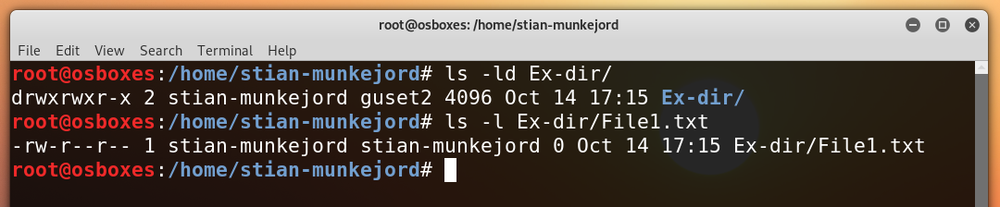 root@osboxes: /home/stian-munkejord
File Edit View Search Terminal Help
root@osboxes:/home/stian-munkejord# ls -ld Ex-dir/
drwxrwxr-x 2 stian-munkejord guset2 4096 Oct 14 17:15 Ex-dir/
root@osboxes:/home/stian-munkejord# ls -l Ex-dir/File1.txt
-rw-r--r-- 1 stian-munkejord stian-munkejord 0 Oct 14 17:15 Ex-dir/File1.txt
root@osboxes:/home/stian-munkejord#